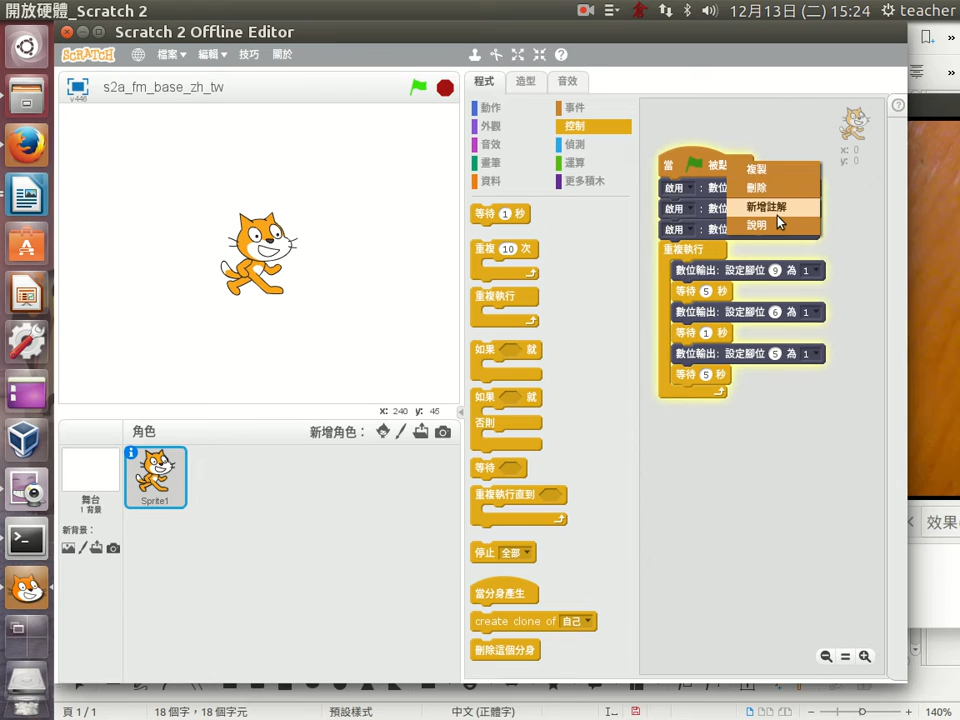 開放硬體_Scratch 2
12月13日 (二) 15:24 teacher
Scratch 2 Offline Editor
SCRATCH 檔案▾ 編輯▾ 技巧 關於
s2a_fm_base_zh_tw
v446
程式 造型 音效
動作 事件
外觀 控制
音效 偵測
畫筆 運算
資料 更多積木
等待 1 秒
重複 10 次
重複執行
如果 就
如果 就
否則
等待
重複執行直到
停止 全部
當分身產生
create clone of 自己
刪除這個分身
x: 0
y: 0
當 被點
啟用 : 數位
啟用 : 數位
啟用 : 數位
複製
刪除
新增註解
說明
重複執行
數位輸出: 設定腳位 9 為 1
等待 5 秒
數位輸出: 設定腳位 6 為 1
等待 1 秒
數位輸出: 設定腳位 5 為 1
等待 5 秒
x: 240 y: 45
角色 新增角色：
舞台
1 背景
新背景：
Sprite1
效果
頁 1 / 1 18 個字，18 個字元 預設樣式 中文 (正體字) 140%